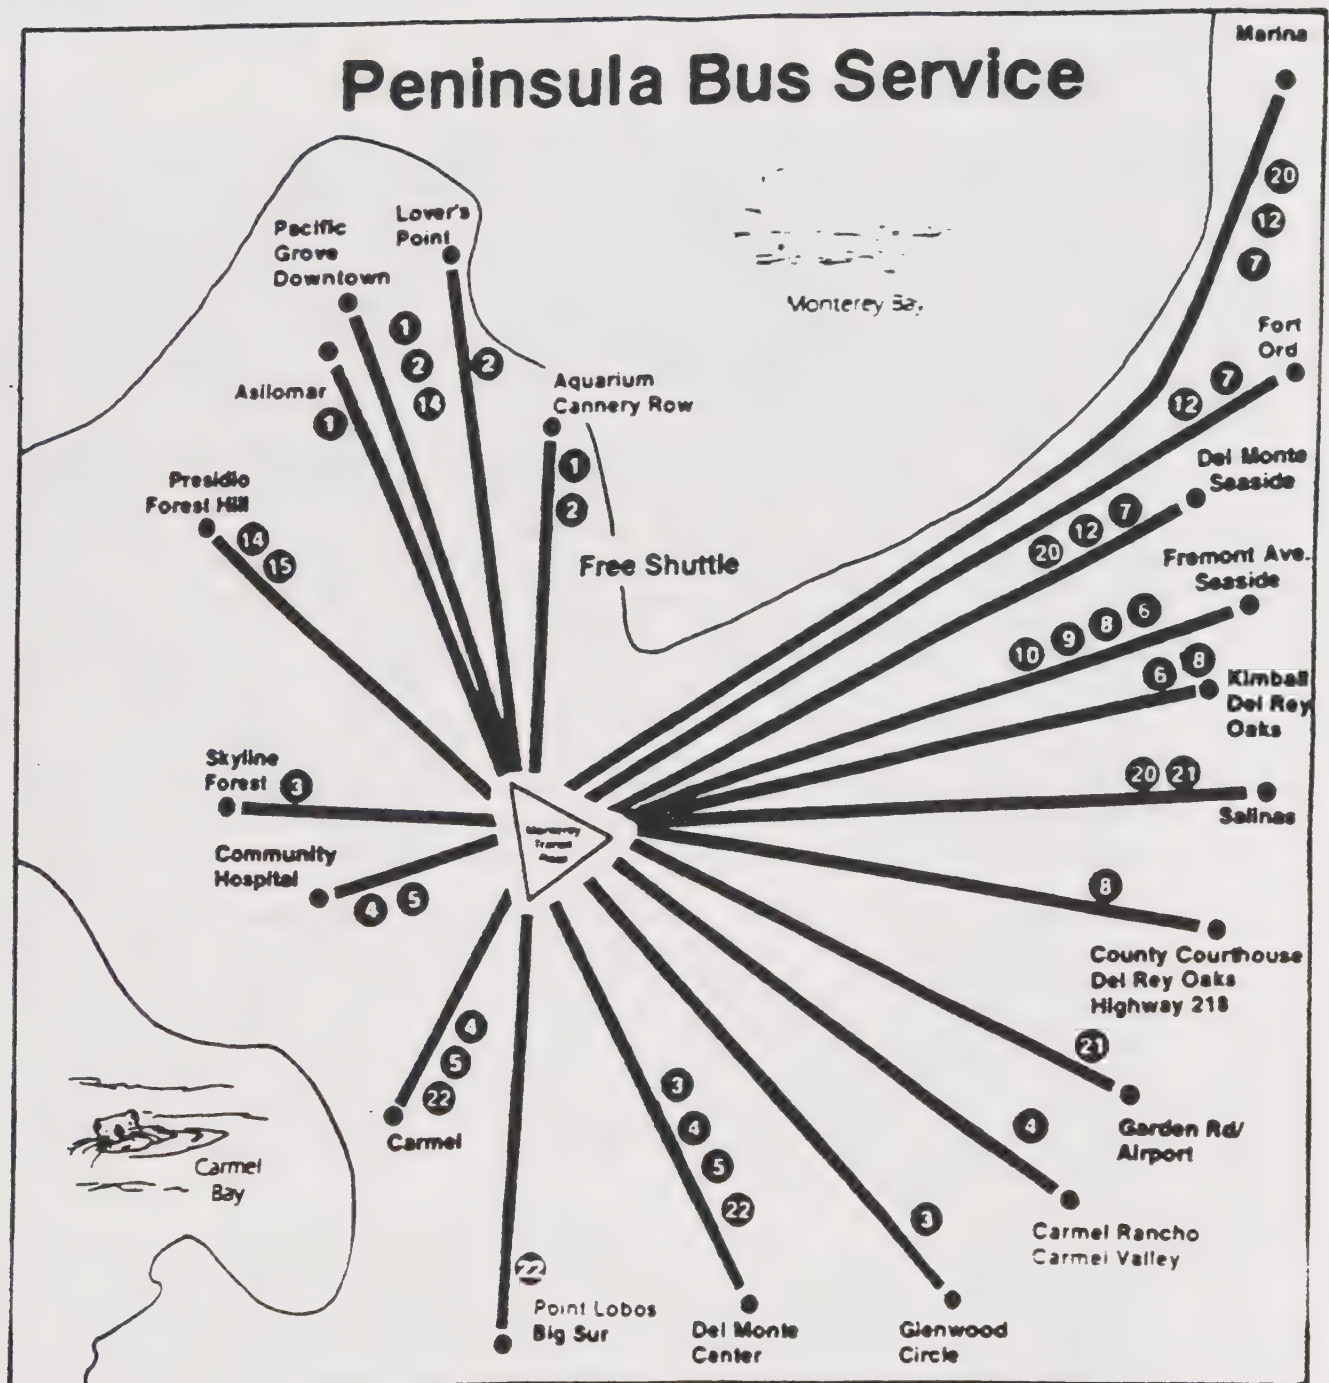 Peninsula Bus Service
Marina
20
12
7
Lover's
Point
Pacific
Grove
Downtown
1
2
14
2
Monterey Bay
Fort
Ord
7
12
Asilomar
1
Aquarium
Cannery Row
1
2
Del Monte
Seaside
20 12 7
Presidio
Forest Hill
14
15
Free Shuttle
Fremont Ave.
Seaside
10 9 8 6
6 8
Kimball
Del Rey
Oaks
Skyline
Forest
3
20 21
Salinas
Monterey
Transit
Plaza
Community
Hospital
4 5
8
County Courthouse
Del Rey Oaks
Highway 218
4
5
22
Carmel
21
Garden Rd/
Airport
3
4
5
22
4
Carmel Rancho
Carmel Valley
Carmel
Bay
22
Point Lobos
Big Sur
Del Monte
Center
3
Glenwood
Circle